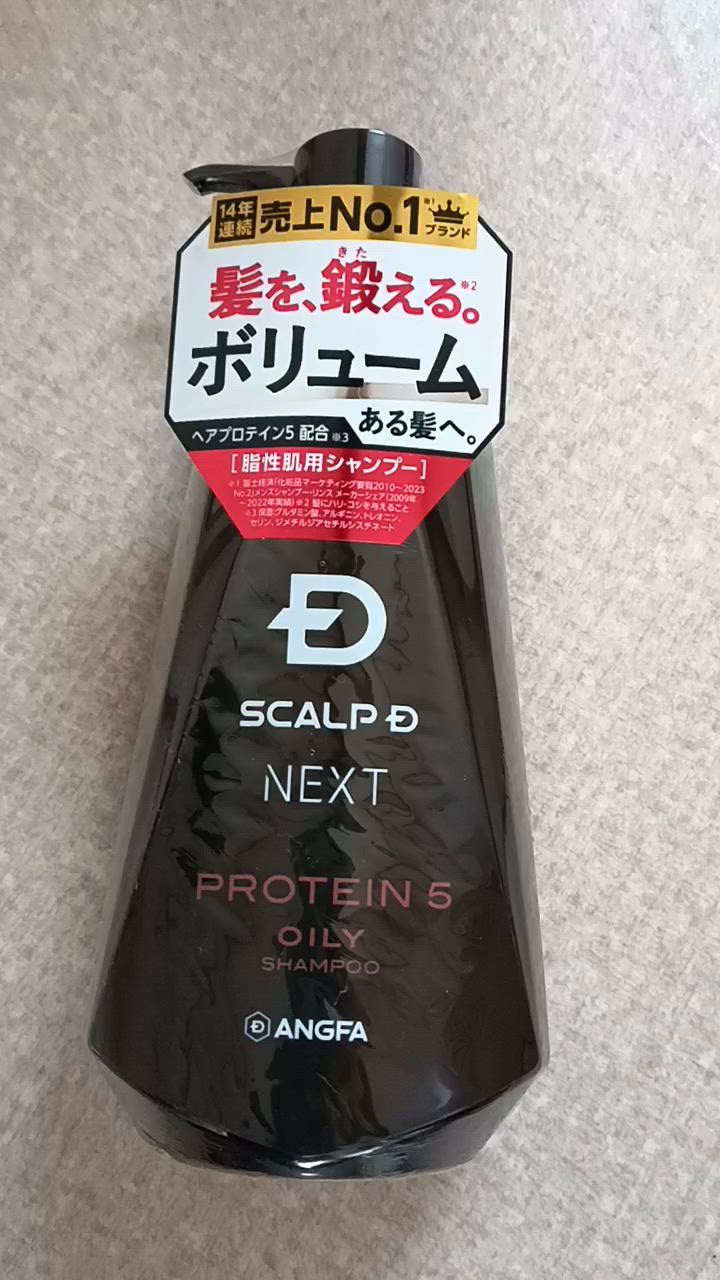 14年
連続
売上No.1※1
ブランド
きた
髪を、鍛える。※2
ボリューム
ある髪へ。
ヘアプロテイン5 配合※3
[脂性肌用シャンプー]
※1 富士経済「化粧品マーケティング要覧2010～2023
No.2」メンズシャンプー・リンス メーカーシェア(2009年
～2022年実績) ※2 髪にハリ・コシを与えること
※3 保湿:グルタミン酸、アルギニン、トレオニン、
セリン、ジメチルジアセチルシスチネート
SCALP D
NEXT
PROTEIN 5
OILY
SHAMPOO
ANGFA